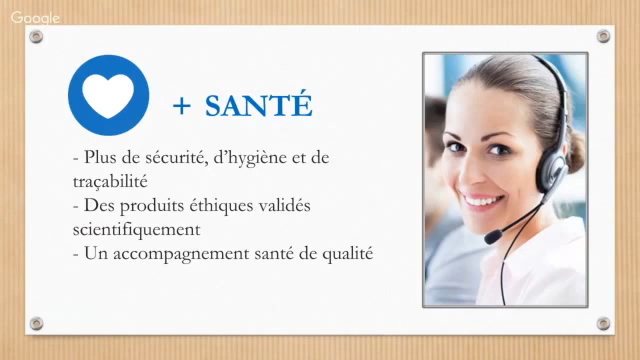 Google
+ SANTÉ
- Plus de sécurité, d’hygiène et de
traçabilité
- Des produits éthiques validés
scientifiquement
- Un accompagnement santé de qualité